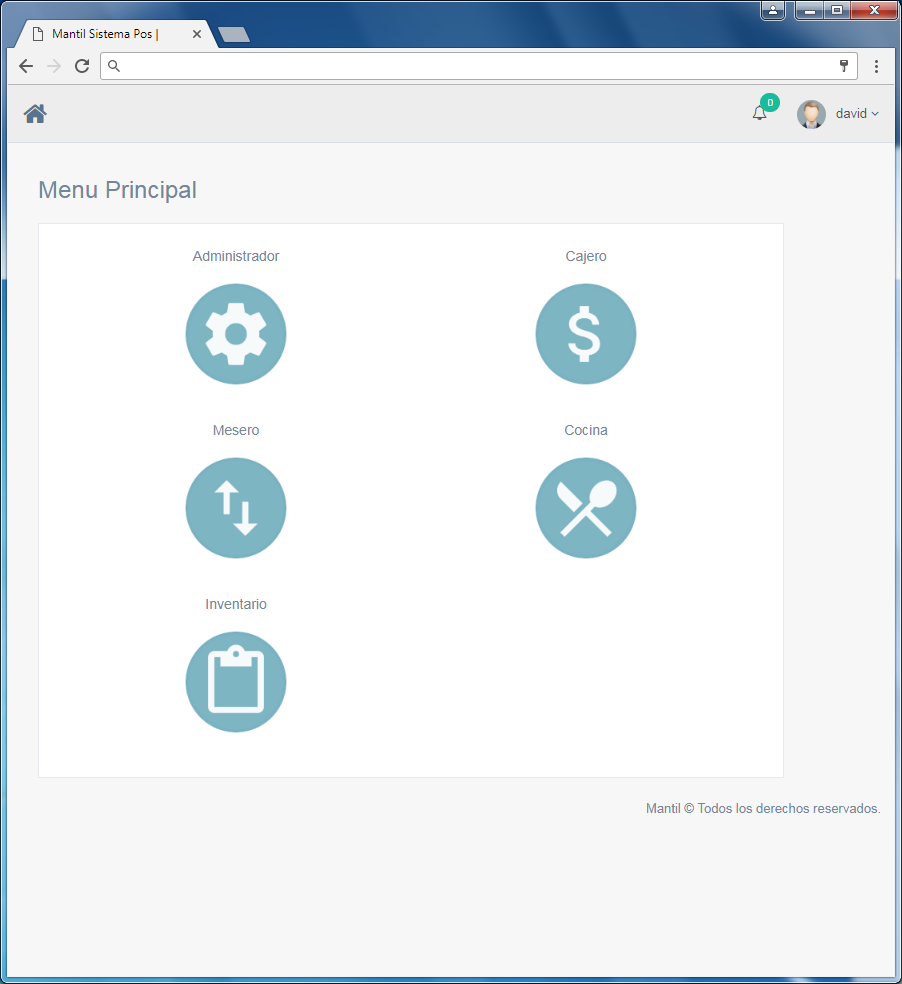 Mantil Sistema Pos |
0
david
Menu Principal
Administrador
Cajero
Mesero
Cocina
Inventario
Mantil © Todos los derechos reservados.